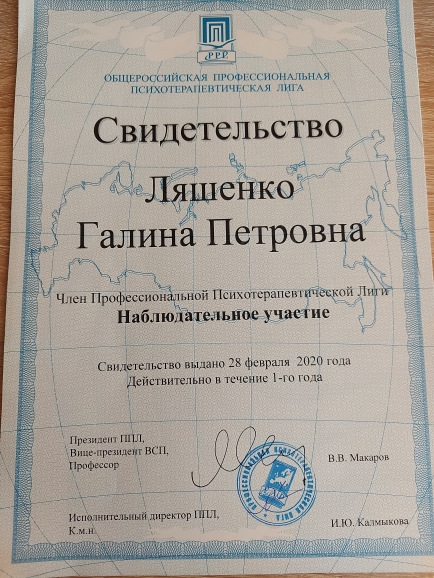 РРР
ОБЩЕРОССИЙСКАЯ ПРОФЕССИОНАЛЬНАЯ
ПСИХОТЕРАПЕВТИЧЕСКАЯ ЛИГА
Свидетельство
Ляшенко
Галина Петровна
Член Профессиональной Психотерапевтической Лиги
Наблюдательное участие
Свидетельство выдано 28 февраля 2020 года
Действительно в течение 1-го года
Президент ППЛ,
Вице-президент ВСП,
Профессор
В.В. Макаров
Исполнительный директор ППЛ,
К.м.н.
И.Ю. Калмыкова